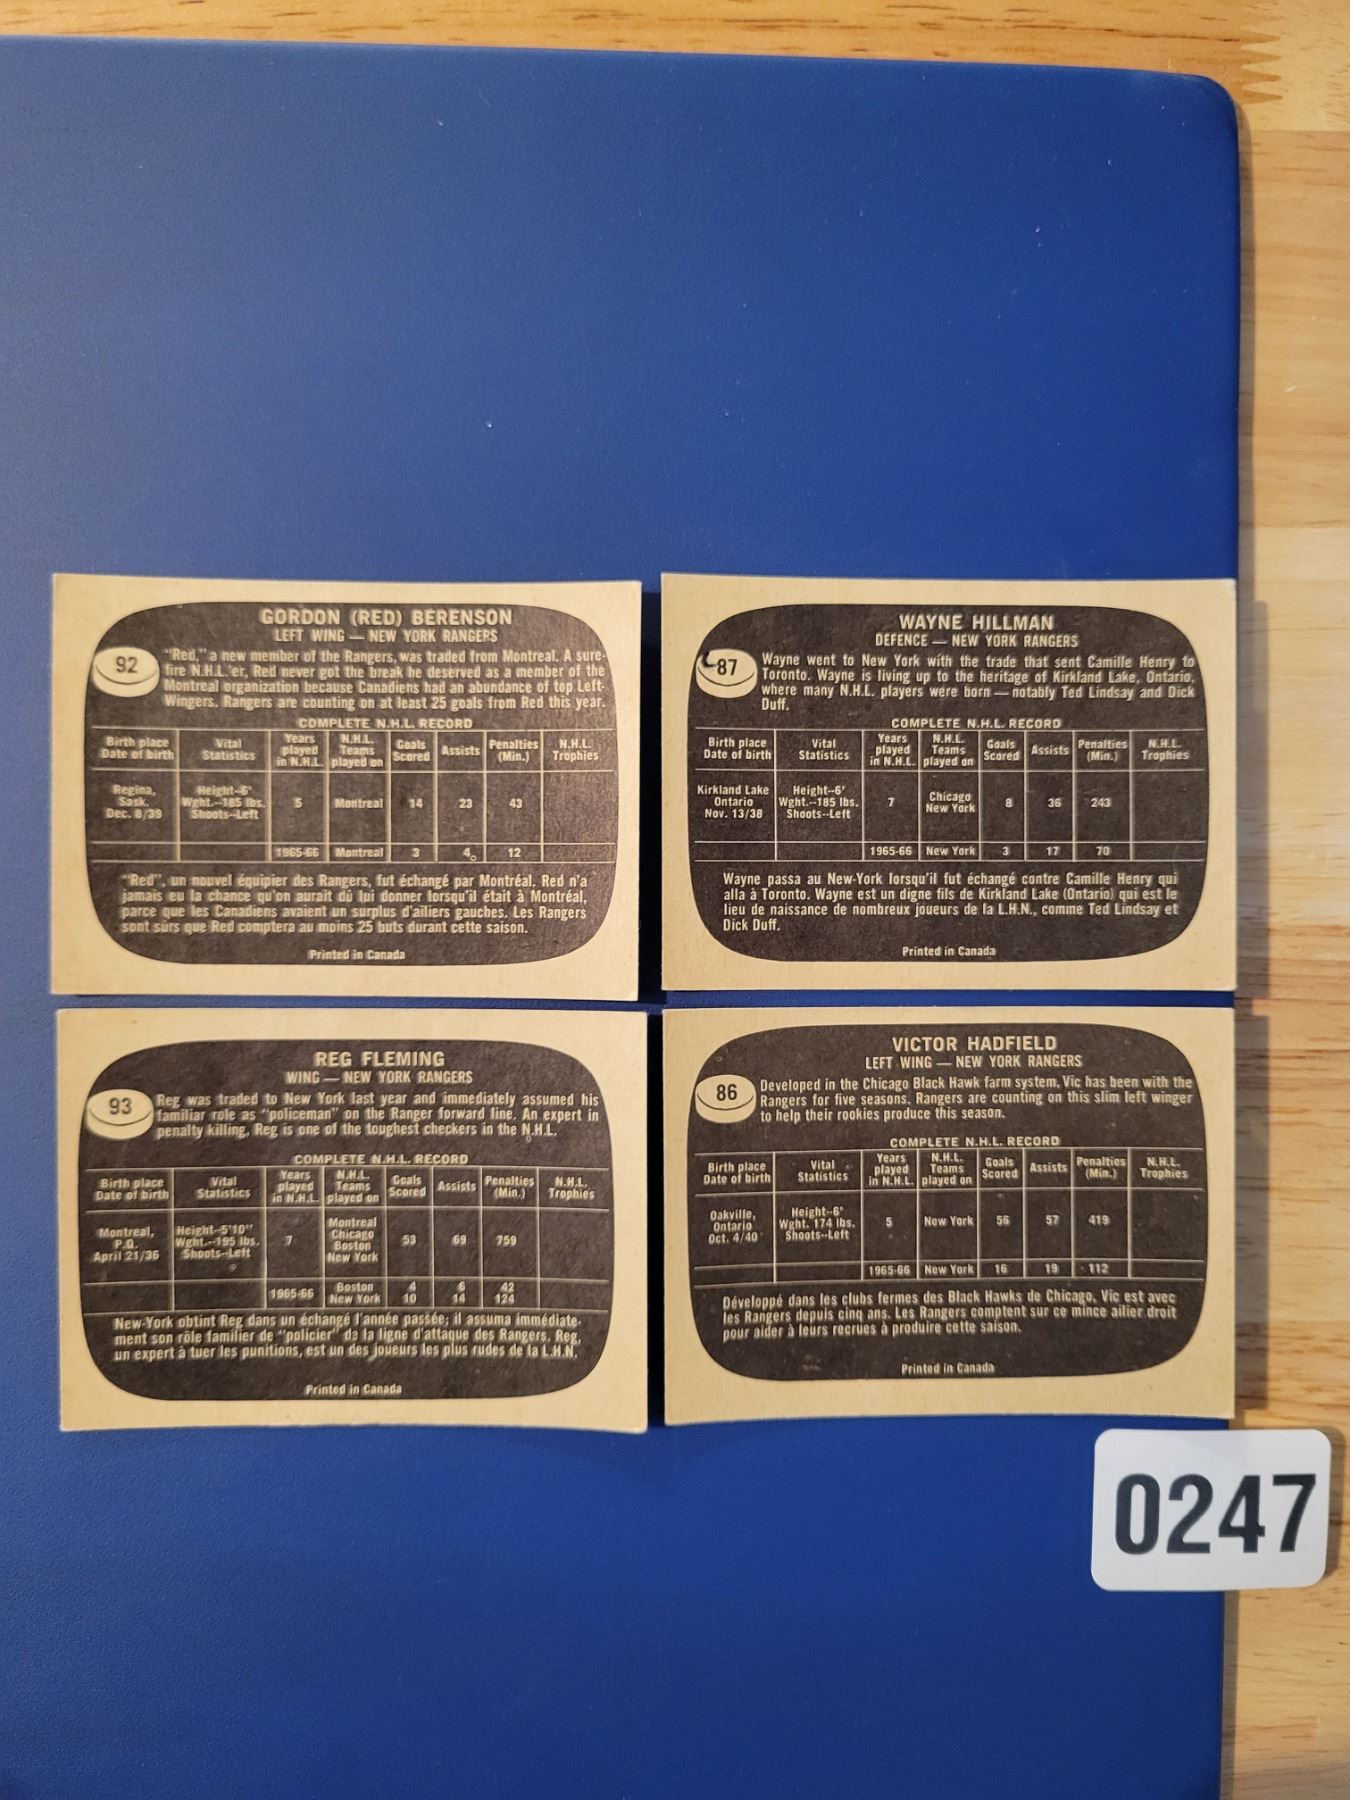 GORDON (RED) BERENSON
LEFT WING — NEW YORK RANGERS
92
"Red," a new member of the Rangers, was traded from Montreal. A sure-
fire N.H.L.'er, Red never got the break he deserved as a member of the
Montreal organization because Canadiens had an abundance of top Left-
Wingers. Rangers are counting on at least 25 goals from Red this year.
COMPLETE N.H.L. RECORD
Birth place Date of birth | Vital Statistics | Years played in N.H.L. | N.H.L. Teams played on | Goals Scored | Assists | Penalties (Min.) | N.H.L. Trophies
Regina, Sask. Dec. 8/39 | Height--6' Wght.--185 lbs. Shoots--Left | 5 | Montreal | 14 | 23 | 43
1965-66 | Montreal | 3 | 4 | 12
"Red", un nouvel équipier des Rangers, fut échangé par Montréal. Red n'a
jamais eu la chance qu'on aurait dû lui donner lorsqu'il était à Montréal,
parce que les Canadiens avaient un surplus d'ailiers gauches. Les Rangers
sont sûrs que Red comptera au moins 25 buts durant cette saison.
Printed in Canada
WAYNE HILLMAN
DEFENCE — NEW YORK RANGERS
87
Wayne went to New York with the trade that sent Camille Henry to
Toronto. Wayne is living up to the heritage of Kirkland Lake, Ontario,
where many N.H.L. players were born — notably Ted Lindsay and Dick
Duff.
COMPLETE N.H.L. RECORD
Birth place Date of birth | Vital Statistics | Years played in N.H.L. | N.H.L. Teams played on | Goals Scored | Assists | Penalties (Min.) | N.H.L. Trophies
Kirkland Lake Ontario Nov. 13/38 | Height--6' Wght.--185 lbs. Shoots--Left | 7 | Chicago New York | 8 | 36 | 243
1965-66 | New York | 3 | 17 | 70
Wayne passa au New-York lorsqu'il fut échangé contre Camille Henry qui
alla à Toronto. Wayne est un digne fils de Kirkland Lake (Ontario) qui est le
lieu de naissance de nombreux joueurs de la L.H.N., comme Ted Lindsay et
Dick Duff.
Printed in Canada
REG FLEMING
WING — NEW YORK RANGERS
93
Reg was traded to New York last year and immediately assumed his
familiar role as "policeman" on the Ranger forward line. An expert in
penalty killing, Reg is one of the toughest checkers in the N.H.L.
COMPLETE N.H.L. RECORD
Birth place Date of birth | Vital Statistics | Years played in N.H.L. | N.H.L. Teams played on | Goals Scored | Assists | Penalties (Min.) | N.H.L. Trophies
Montreal, P.Q. April 21/36 | Height--5'10" Wght.--195 lbs. Shoots--Left | 7 | Montreal Chicago Boston New York | 53 | 69 | 759
1965-66 | Boston | 4 | 6 | 42
New York | 10 | 14 | 124
New-York obtint Reg dans un échange l'année passée; il assuma immédiate-
ment son rôle familier de "policier" da la ligne d'attaque des Rangers. Reg,
un expert à tuer les punitions, est un des joueurs les plus rudes de la L.H.N.
Printed in Canada
VICTOR HADFIELD
LEFT WING — NEW YORK RANGERS
86
Developed in the Chicago Black Hawk farm system, Vic has been with the
Rangers for five seasons. Rangers are counting on this slim left winger
to help their rookies produce this season.
COMPLETE N.H.L. RECORD
Birth place Date of birth | Vital Statistics | Years played in N.H.L. | N.H.L. Teams played on | Goals Scored | Assists | Penalties (Min.) | N.H.L. Trophies
Oakville, Ontario Oct. 4/40 | Height--6' Wght. 174 lbs. Shoots--Left | 5 | New York | 56 | 57 | 419
1965-66 | New York | 16 | 19 | 112
Développé dans les clubs fermes des Black Hawks de Chicago, Vic est avec
les Rangers depuis cinq ans. Les Rangers comptent sur ce mince ailier droit
pour aider à leurs recrues à produire cette saison.
Printed in Canada
0247